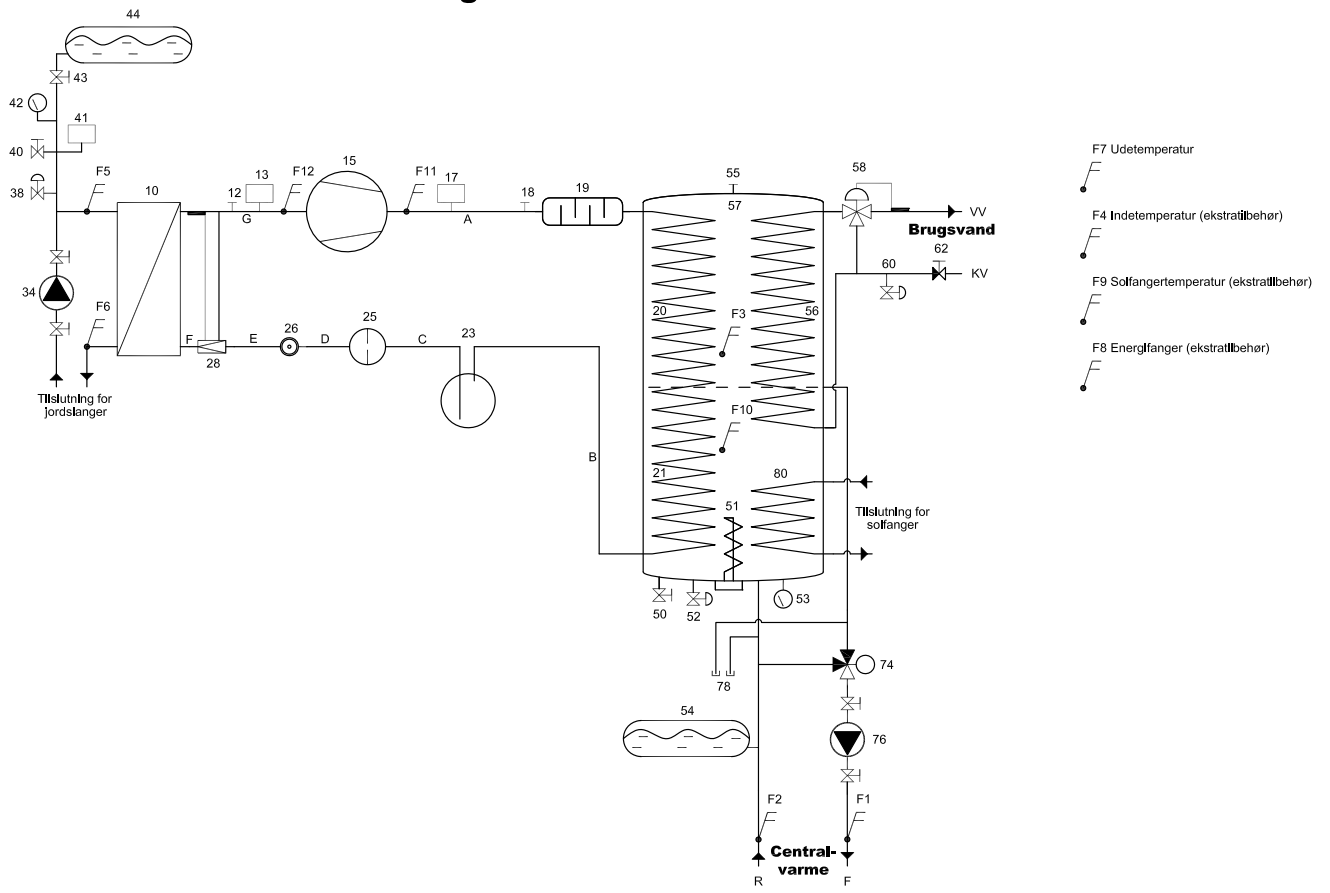 44
43
42
41
40
38
F5
10
12
13
F12
15
F11
17
18
19
55
57
58
G
A
VV
Brugsvand
62
60
KV
34
F6
F
28
E
26
D
25
C
23
20
F3
56
Tilslutning for
jordslanger
F10
B
21
80
51
Tilslutning for
solfanger
50
52
53
74
78
54
76
F2
F1
Central-
varme
R
F
F7 Udetemperatur
F4 Indetemperatur (ekstratilbehør)
F9 Solfangertemperatur (ekstratilbehør)
F8 Energifanger (ekstratilbehør)